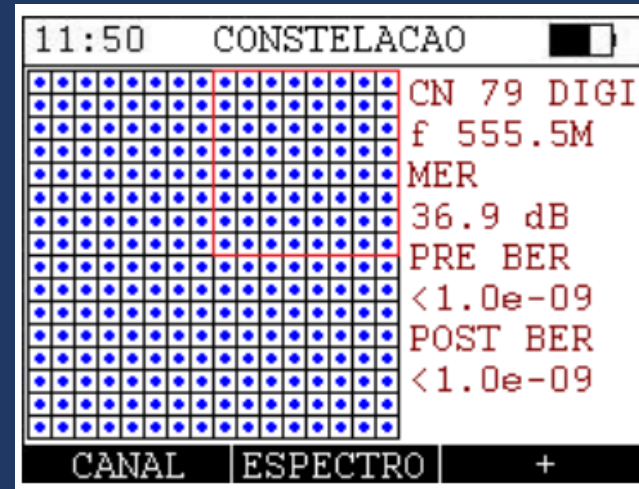 11:50 CONSTELACAO
CN 79 DIGI
f 555.5M
MER
36.9 dB
PRE BER
<1.0e-09
POST BER
<1.0e-09
CANAL ESPECTRO +